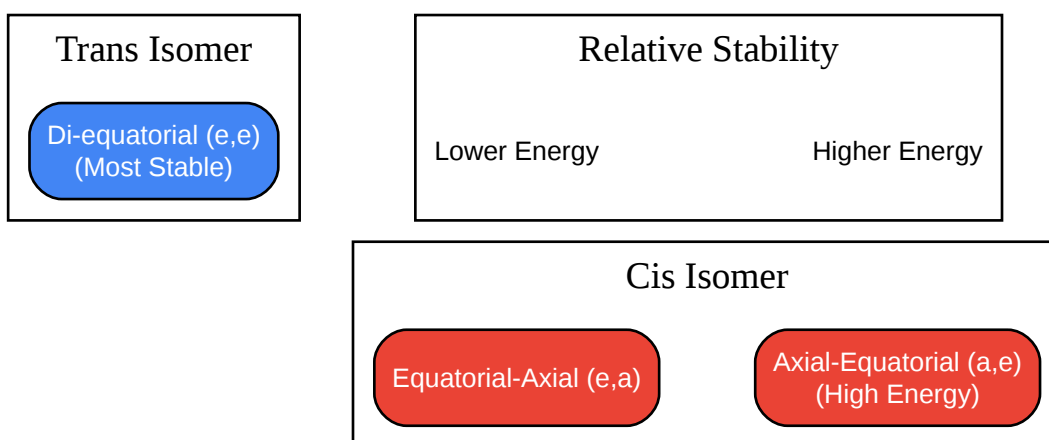 Trans Isomer
Di-equatorial (e,e)
(Most Stable)
Relative Stability
Lower Energy
Higher Energy
Cis Isomer
Equatorial-Axial (e,a)
Axial-Equatorial (a,e)
(High Energy)